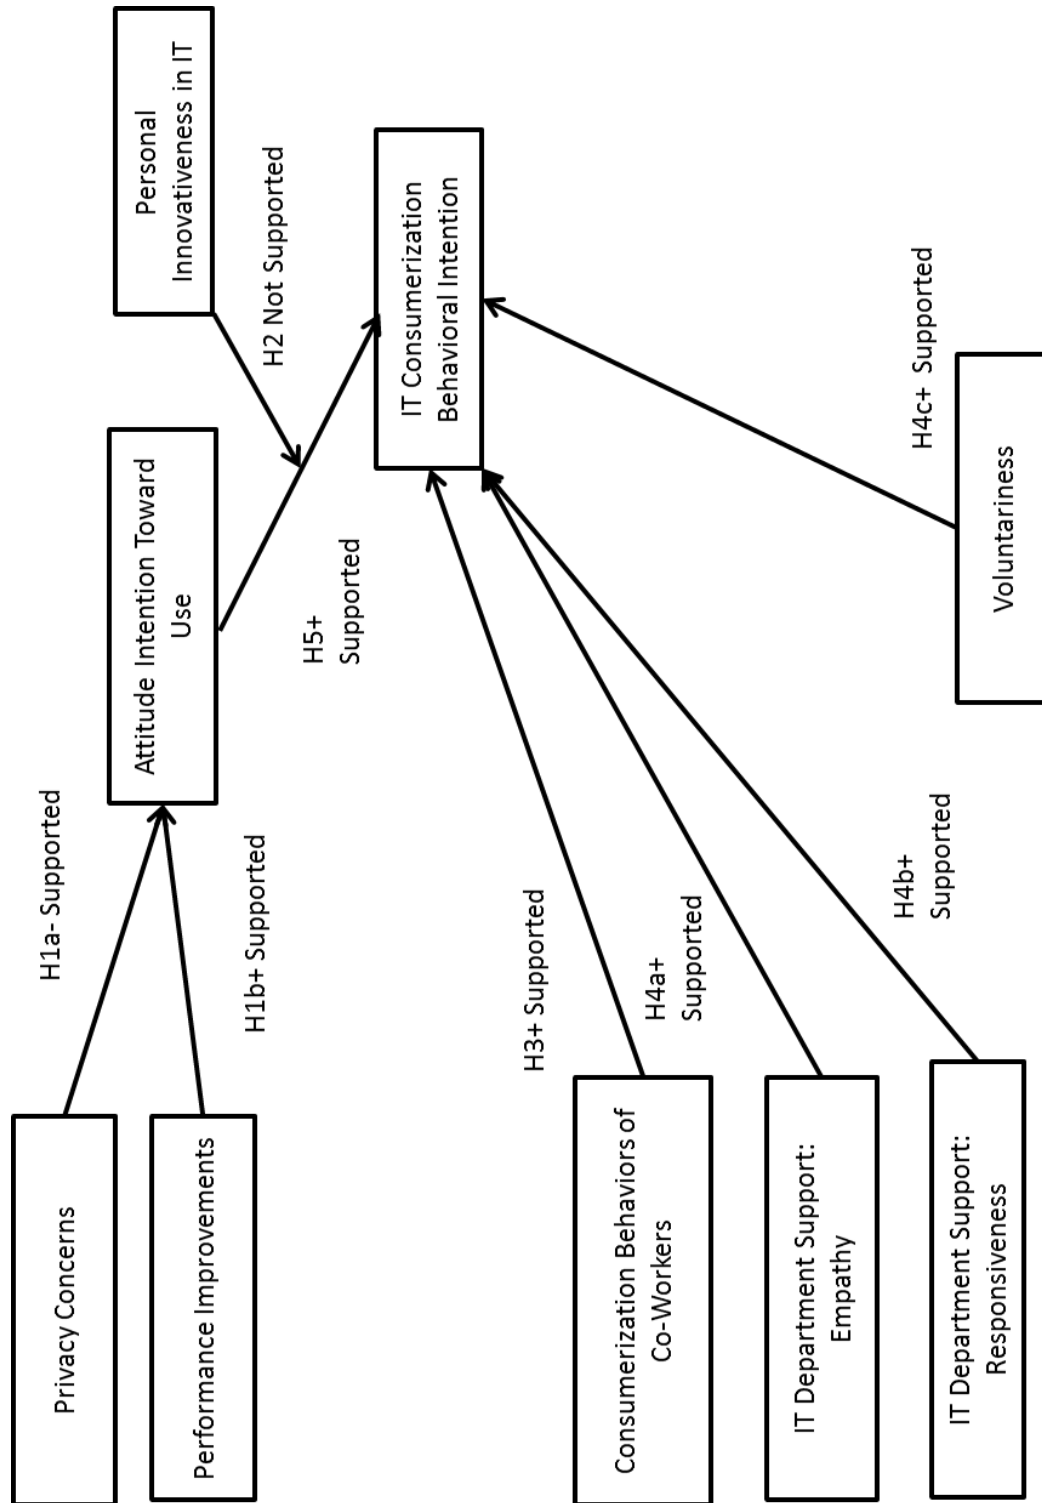 Privacy Concerns
Performance Improvements
H1a- Supported
H1b+ Supported
Attitude Intention Toward
Use
Personal
Innovativeness in IT
H2 Not Supported
H5+
Supported
IT Consumerization
Behavioral Intention
Consumerization Behaviors of
Co-Workers
H3+ Supported
IT Department Support:
Empathy
H4a+
Supported
IT Department Support:
Responsiveness
H4b+
Supported
Voluntariness
H4c+ Supported